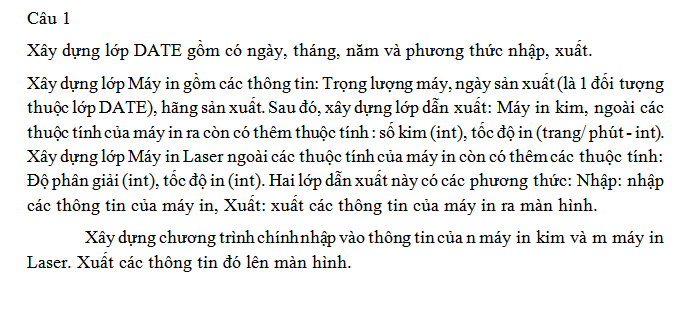 Câu 1
Xây dựng lớp DATE gồm có ngày, tháng, năm và phương thức nhập, xuất.
Xây dựng lớp Máy in gồm các thông tin: Trọng lượng máy, ngày sản xuất (là 1 đối tượng
thuộc lớp DATE), hãng sản xuất. Sau đó, xây dựng lớp dẫn xuất: Máy in kim, ngoài các
thuộc tính của máy in ra còn có thêm thuộc tính : số kim (int), tốc độ in (trang/ phút - int).
Xây dựng lớp Máy in Laser ngoài các thuộc tính của máy in còn có thêm các thuộc tính:
Độ phân giải (int), tốc độ in (int). Hai lớp dẫn xuất này có các phương thức: Nhập: nhập
các thông tin của máy in, Xuất: xuất các thông tin của máy in ra màn hình.
Xây dựng chương trình chính nhập vào thông tin của n máy in kim và m máy in
Laser. Xuất các thông tin đó lên màn hình.